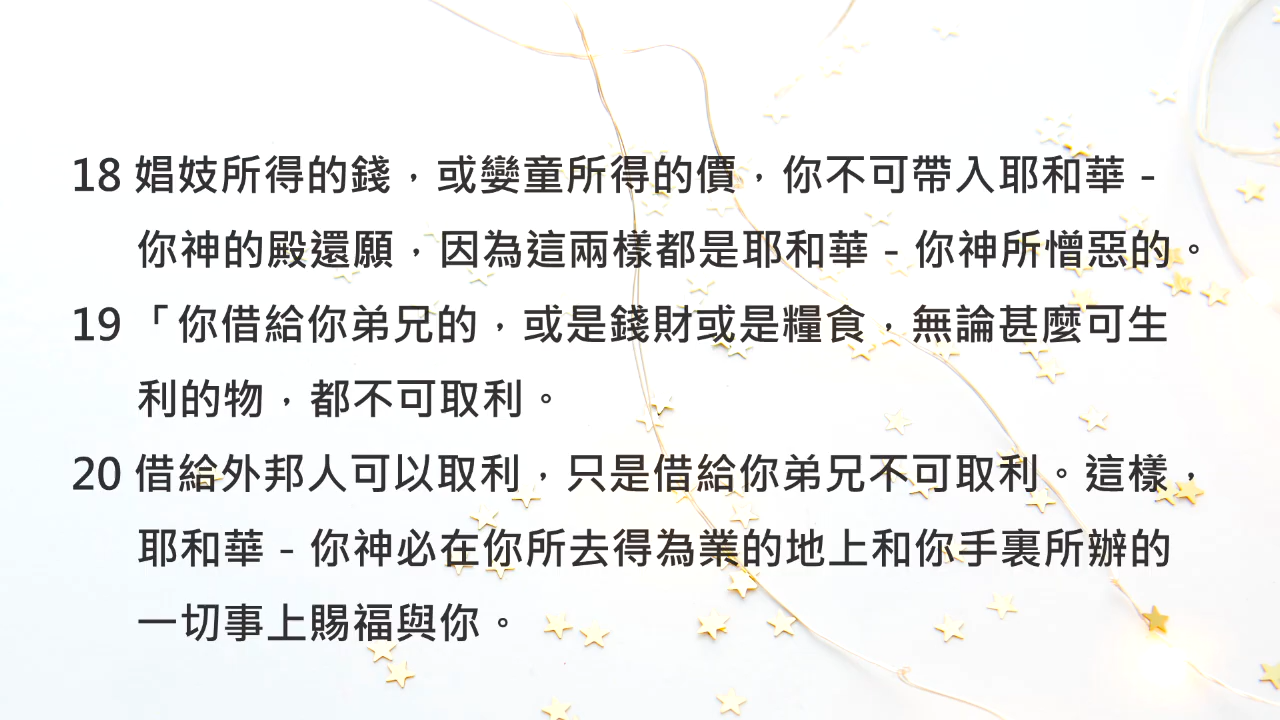 18 娼妓所得的錢，或孌童所得的價，你不可帶入耶和華－
你神的殿還願，因為這兩樣都是耶和華－你神所憎惡的。
19 「你借給你弟兄的，或是錢財或是糧食，無論甚麼可生
利的物，都不可取利。
20 借給外邦人可以取利，只是借給你弟兄不可取利。這樣，
耶和華－你神必在你所去得為業的地上和你手裏所辦的
一切事上賜福與你。